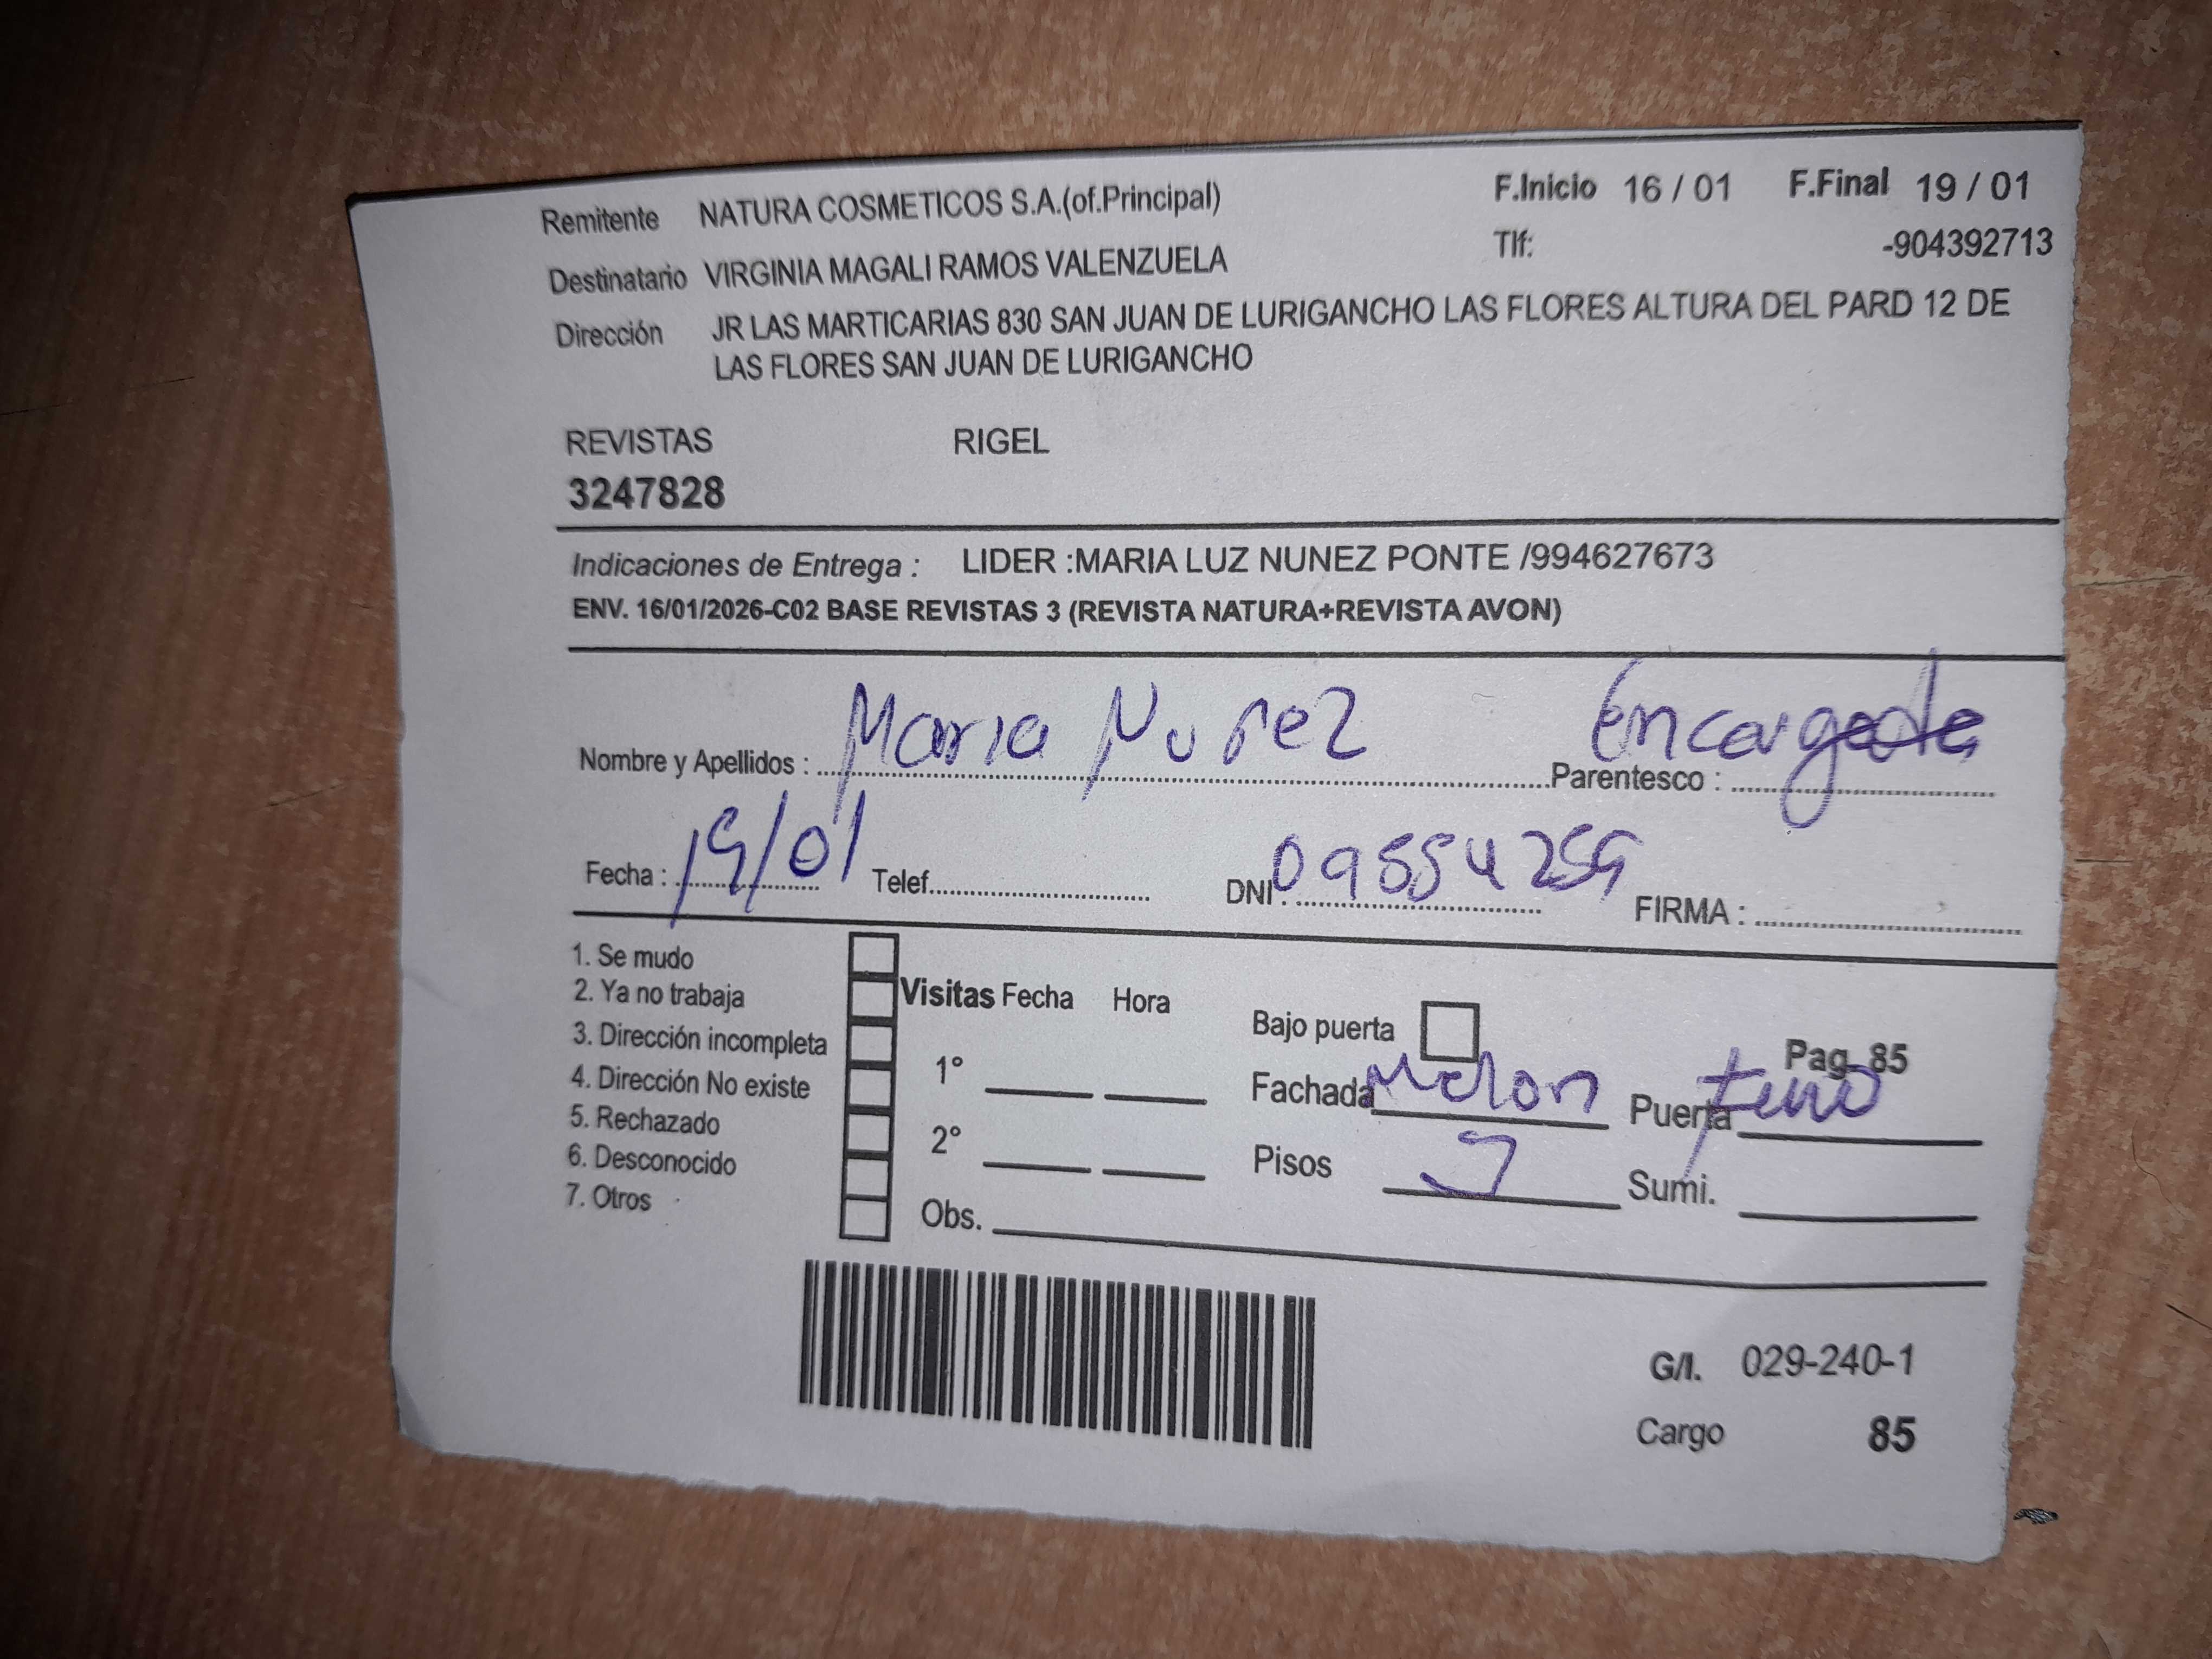 Remitente NATURA COSMETICOS S.A.(of.Principal) F.Inicio 16 / 01 F.Final 19 / 01
Destinatario VIRGINIA MAGALI RAMOS VALENZUELA Tlf: -904392713
Dirección JR LAS MARTICARIAS 830 SAN JUAN DE LURIGANCHO LAS FLORES ALTURA DEL PARD 12 DE
LAS FLORES SAN JUAN DE LURIGANCHO
REVISTAS RIGEL
3247828
Indicaciones de Entrega : LIDER :MARIA LUZ NUNEZ PONTE /994627673
ENV. 16/01/2026-C02 BASE REVISTAS 3 (REVISTA NATURA+REVISTA AVON)
Nombre y Apellidos : Maria Nuñez Parentesco : Encargada
Fecha : 19/01 Telef. DNI. FIRMA :
1. Se mudo
2. Ya no trabaja Visitas Fecha Hora Bajo puerta
3. Dirección incompleta 1° Pag. 85
4. Dirección No existe Fachada Melon Puerta
5. Rechazado 2° Pisos Sumi.
6. Desconocido
7. Otros Obs.
G/I. 029-240-1
Cargo 85